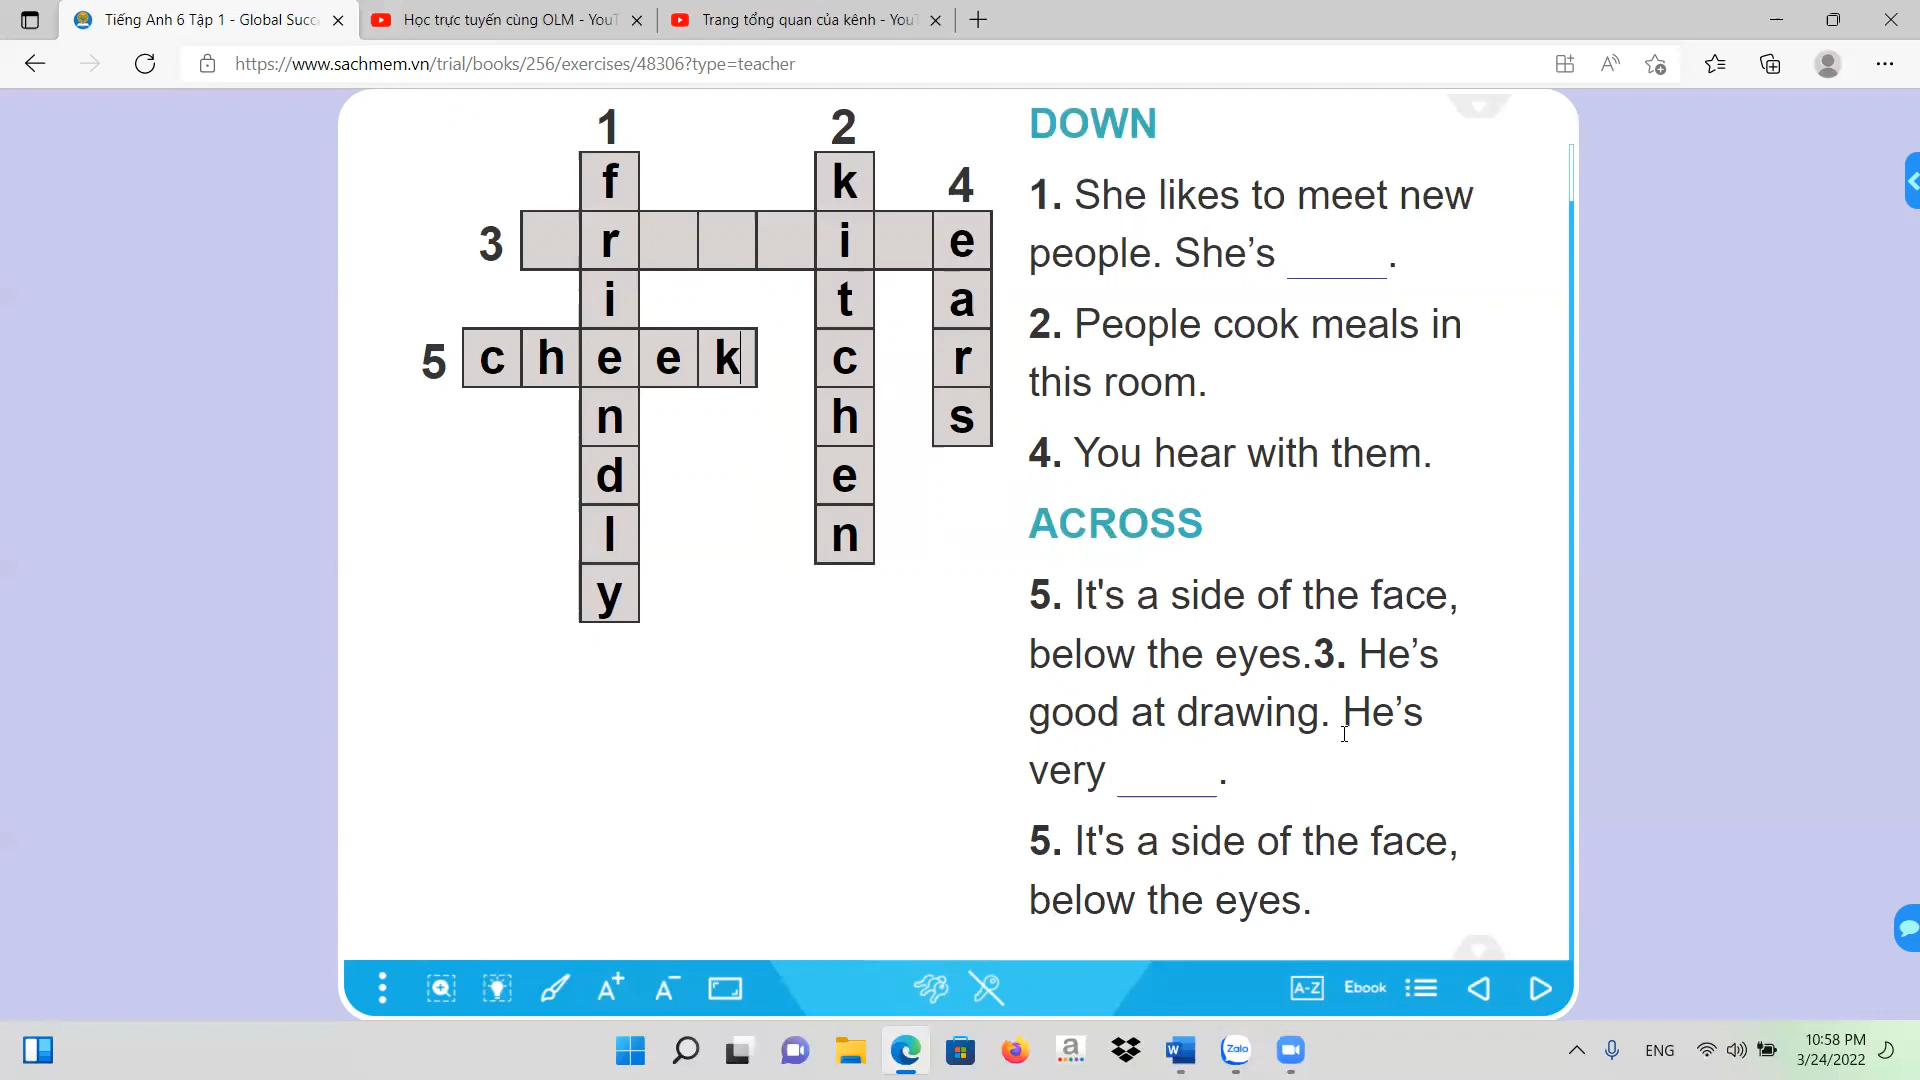 Tiếng Anh 6 Tập 1 - Global Succ
Học trực tuyến cùng OLM - YouT
Trang tổng quan của kênh - YouT
https://www.sachmem.vn/trial/books/256/exercises/48306?type=teacher
1
2
f
k
4
3
r
i
e
i
t
a
5
c h e e k
c
r
n
h
s
d
e
l
n
y
DOWN
1. She likes to meet new
people. She’s _____.
2. People cook meals in
this room.
4. You hear with them.
ACROSS
5. It's a side of the face,
below the eyes.3. He’s
good at drawing. He’s
very _____.
5. It's a side of the face,
below the eyes.
A+
A-
A-Z
Ebook
a
W
Zalo
ENG
10:58 PM
3/24/2022